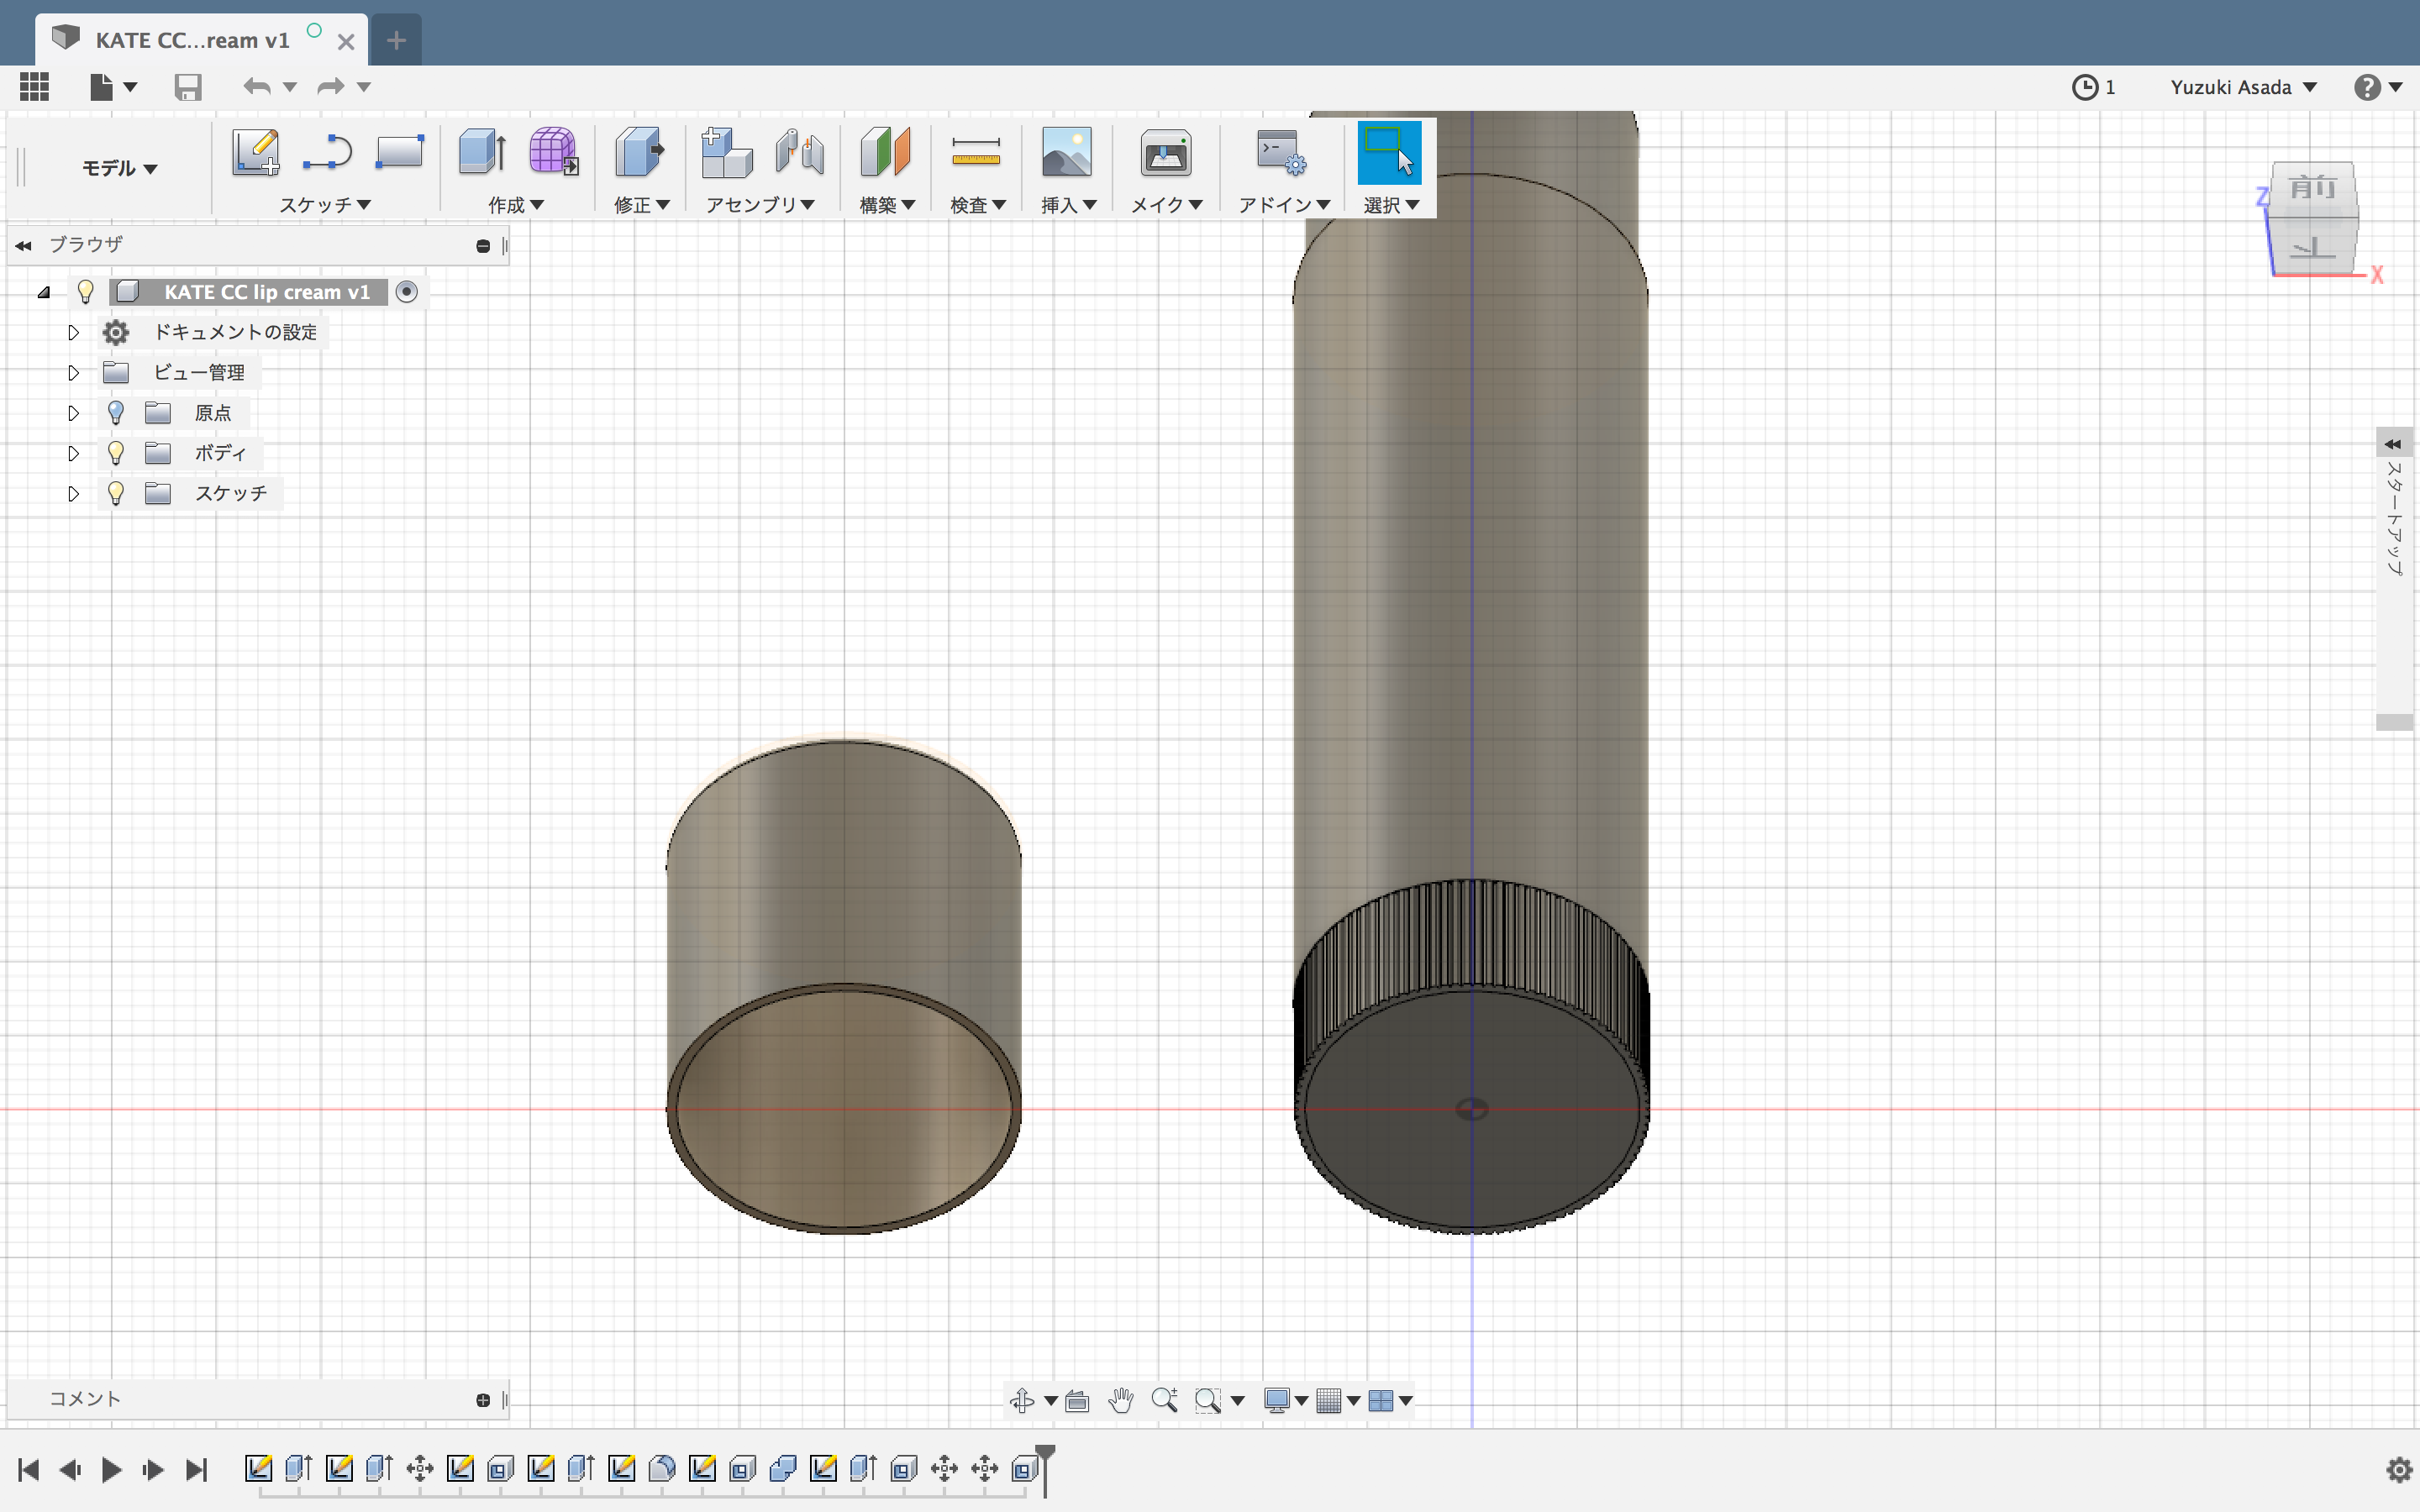 KATE CC...ream v1
1
Yuzuki Asada
モデル
スケッチ
作成
修正
アセンブリ
構築
検査
挿入
メイク
アドイン
選択
前
下
Z
X
ブラウザ
KATE CC lip cream v1
ドキュメントの設定
ビュー管理
原点
ボディ
スケッチ
スタートアップ
コメント